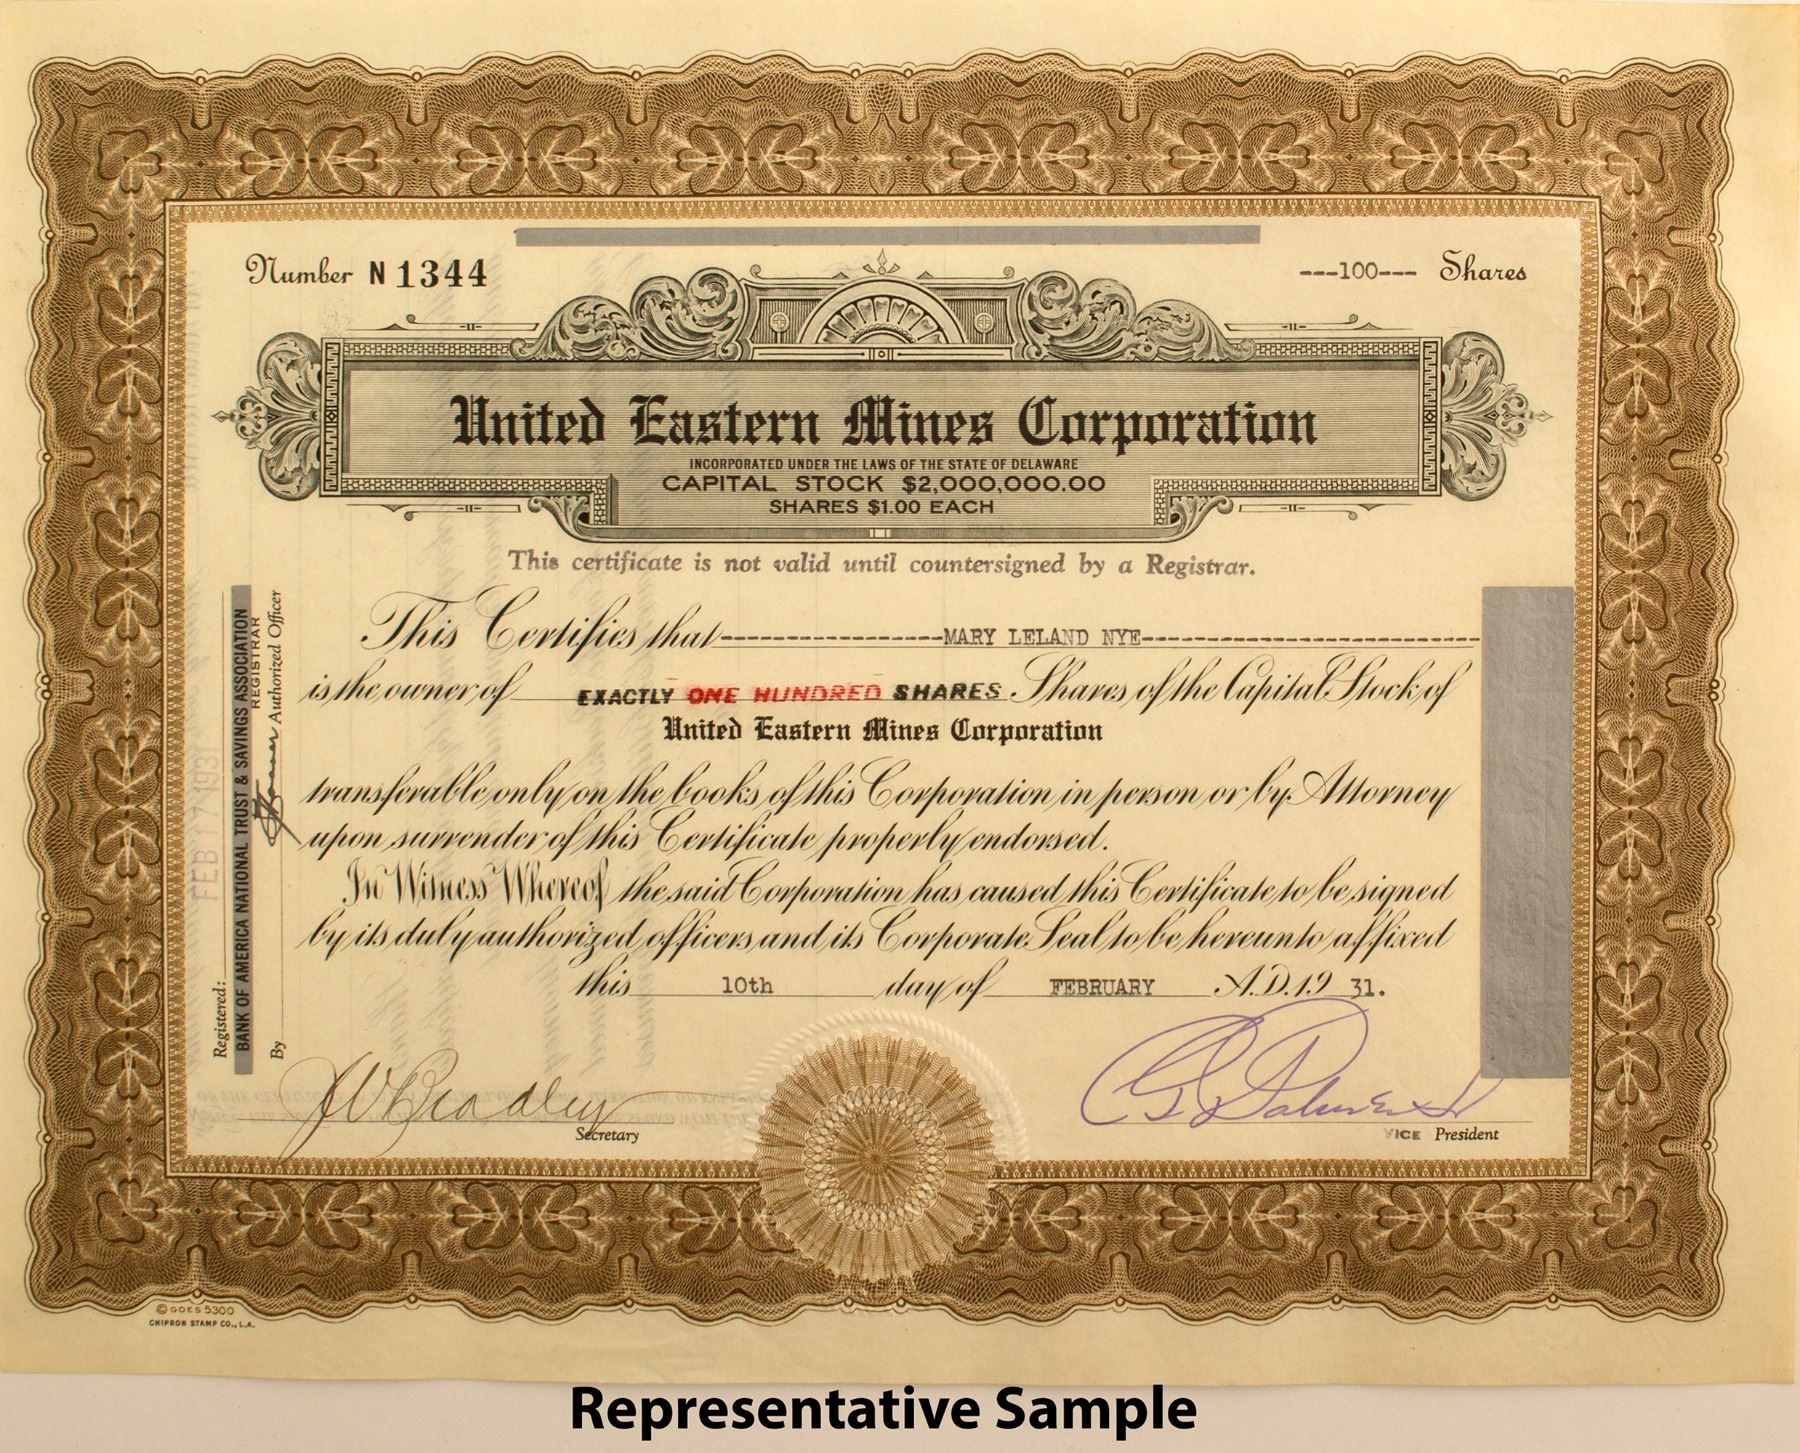 Number N 1344
---100--- Shares
United Eastern Mines Corporation
INCORPORATED UNDER THE LAWS OF THE STATE OF DELAWARE
CAPITAL STOCK $2,000,000.00
SHARES $1.00 EACH
This certificate is not valid until countersigned by a Registrar.
This Certifies that-----------------MARY LELAND NYE--------------------------
is the owner of EXACTLY ONE HUNDRED SHARES Shares of the Capital Stock of
United Eastern Mines Corporation
transferable only on the books of this Corporation in person or by Attorney
upon surrender of this Certificate properly endorsed.
In Witness Whereof the said Corporation has caused this Certificate to be signed
by its duly authorized officers and its Corporate Seal to be hereunto affixed
this 10th day of FEBRUARY A.D. 19 31.
Registered:
BANK OF AMERICA NATIONAL TRUST & SAVINGS ASSOCIATION
REGISTRAR
By Authorized Officer
FEB 17 1931
J W Bradley
Secretary
VICE President
© GOES 5300
CHIPRON STAMP CO., L.A.
Representative Sample